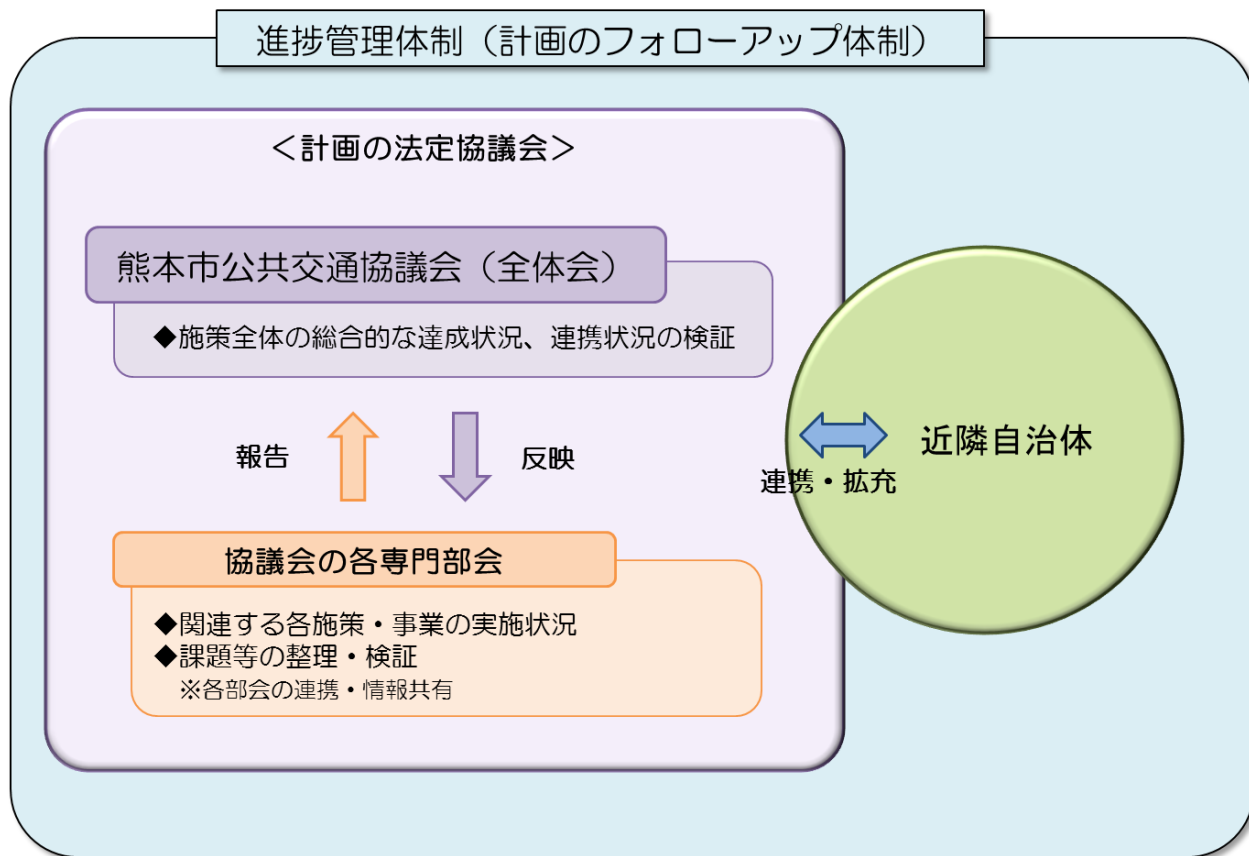 進捗管理体制（計画のフォローアップ体制）
＜計画の法定協議会＞
熊本市公共交通協議会（全体会）
◆施策全体の総合的な達成状況、連携状況の検証
報告
反映
連携・拡充
近隣自治体
協議会の各専門部会
◆関連する各施策・事業の実施状況
◆課題等の整理・検証
※各部会の連携・情報共有